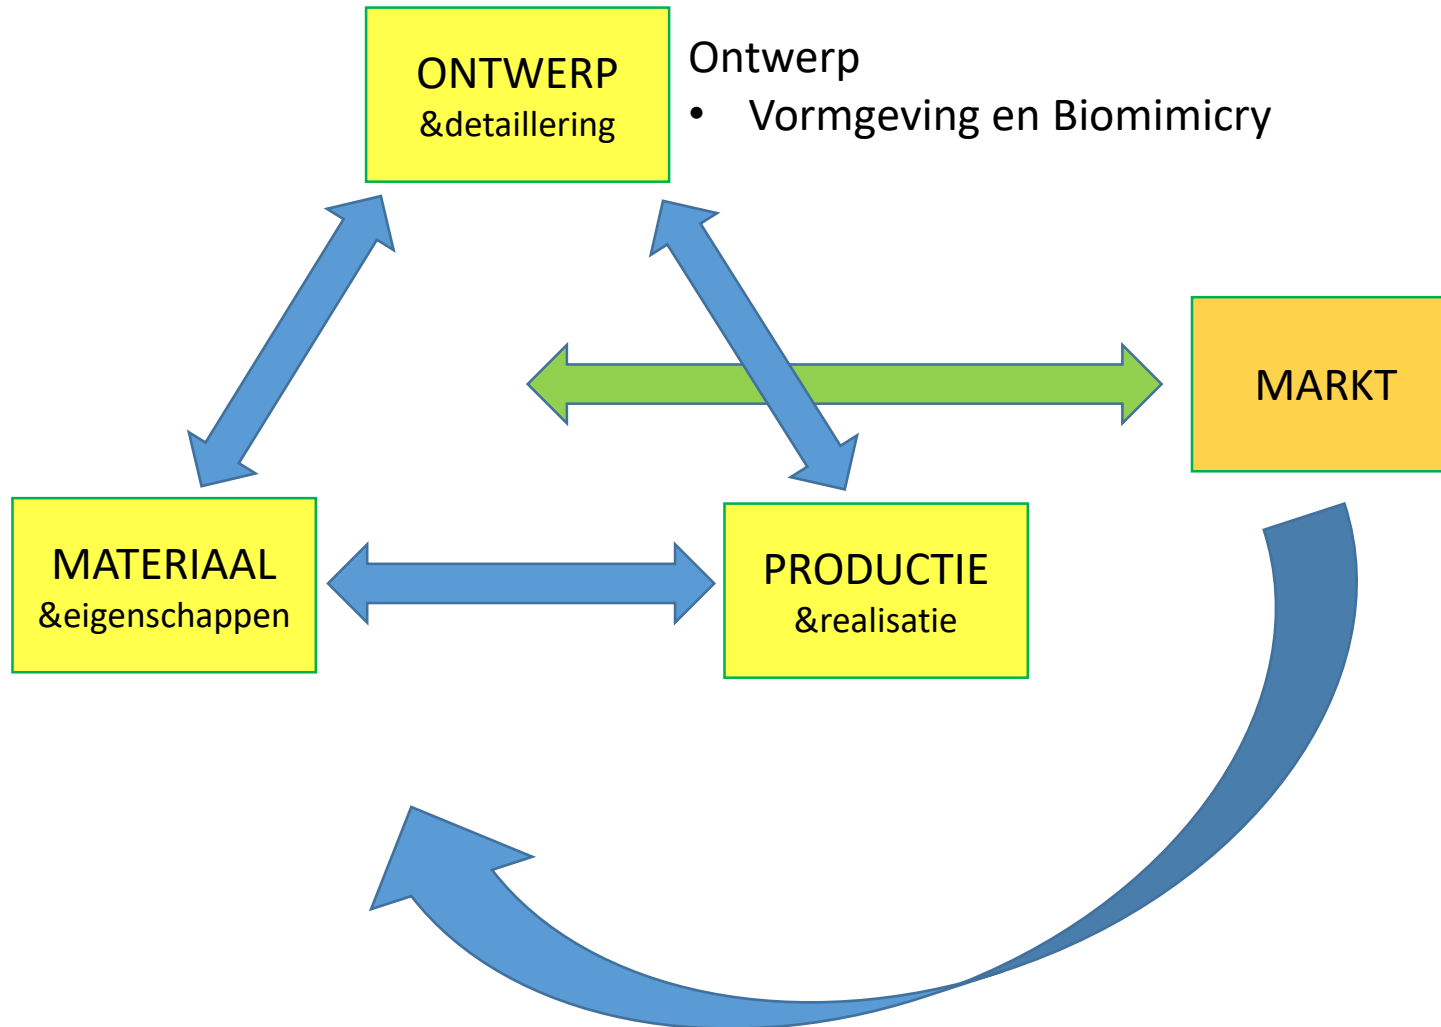 ONTWERP
&detaillering
Ontwerp
• Vormgeving en Biomimicry
MARKT
MATERIAAL
&eigenschappen
PRODUCTIE
&realisatie